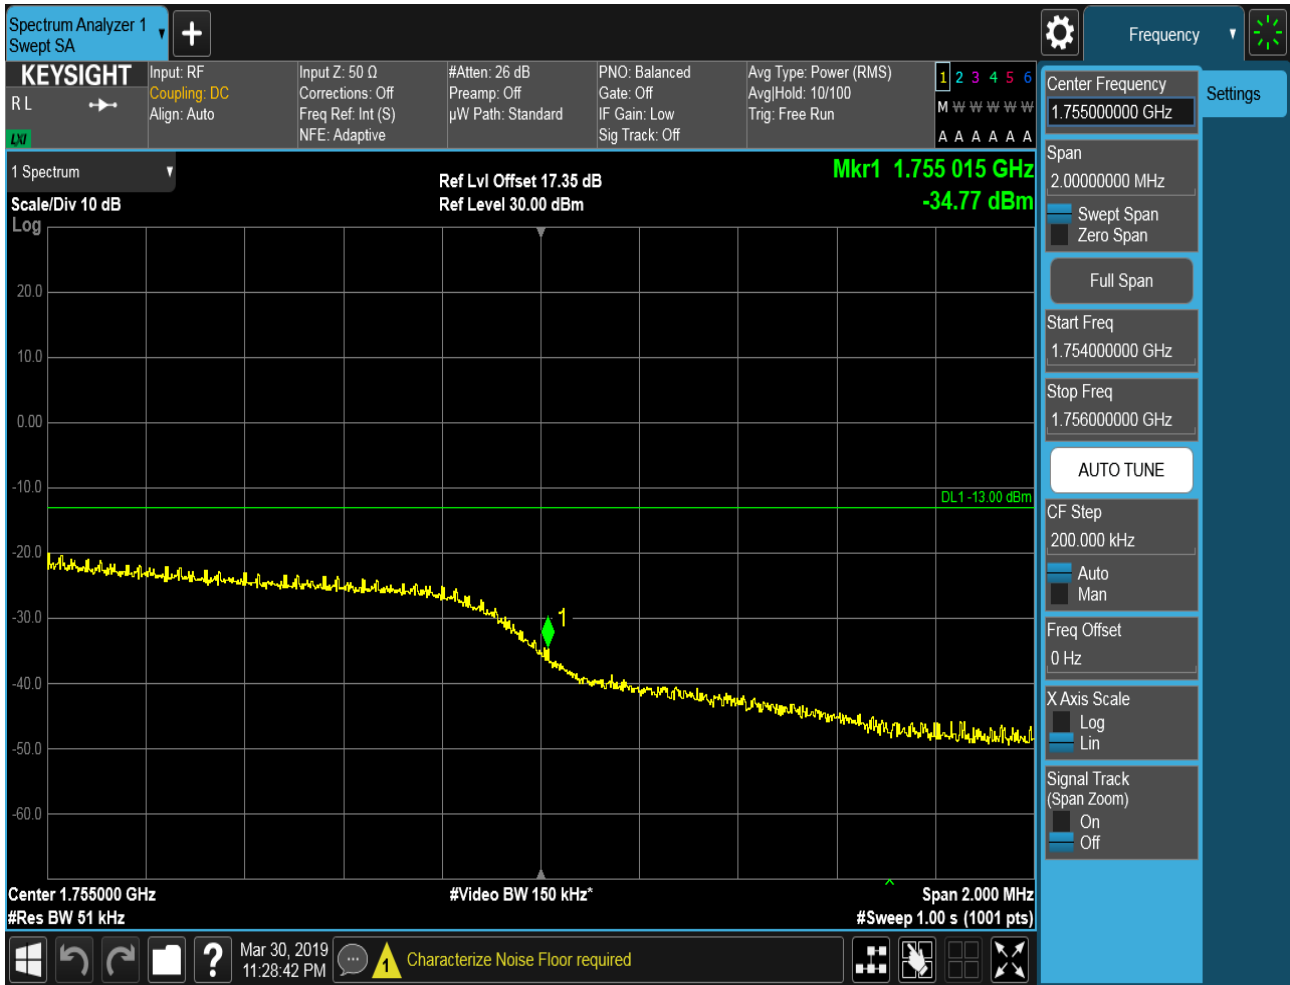 Spectrum Analyzer 1
Swept SA
Frequency
KEYSIGHT
R L
LXI
Input: RF
Coupling: DC
Align: Auto
Input Z: 50 Ω
Corrections: Off
Freq Ref: Int (S)
NFE: Adaptive
#Atten: 26 dB
Preamp: Off
µW Path: Standard
PNO: Balanced
Gate: Off
IF Gain: Low
Sig Track: Off
Avg Type: Power (RMS)
Avg|Hold: 10/100
Trig: Free Run
1 2 3 4 5 6
M W W W W W
A A A A A A
1 Spectrum
Scale/Div 10 dB
Log
Ref Lvl Offset 17.35 dB
Ref Level 30.00 dBm
Mkr1 1.755 015 GHz
-34.77 dBm
20.0
10.0
0.00
-10.0
-20.0
-30.0
-40.0
-50.0
-60.0
DL1 -13.00 dBm
1
Center 1.755000 GHz
#Res BW 51 kHz
#Video BW 150 kHz*
Span 2.000 MHz
#Sweep 1.00 s (1001 pts)
Center Frequency
1.755000000 GHz
Settings
Span
2.00000000 MHz
Swept Span
Zero Span
Full Span
Start Freq
1.754000000 GHz
Stop Freq
1.756000000 GHz
AUTO TUNE
CF Step
200.000 kHz
Auto
Man
Freq Offset
0 Hz
X Axis Scale
Log
Lin
Signal Track
(Span Zoom)
On
Off
?
Mar 30, 2019
11:28:42 PM
1
Characterize Noise Floor required